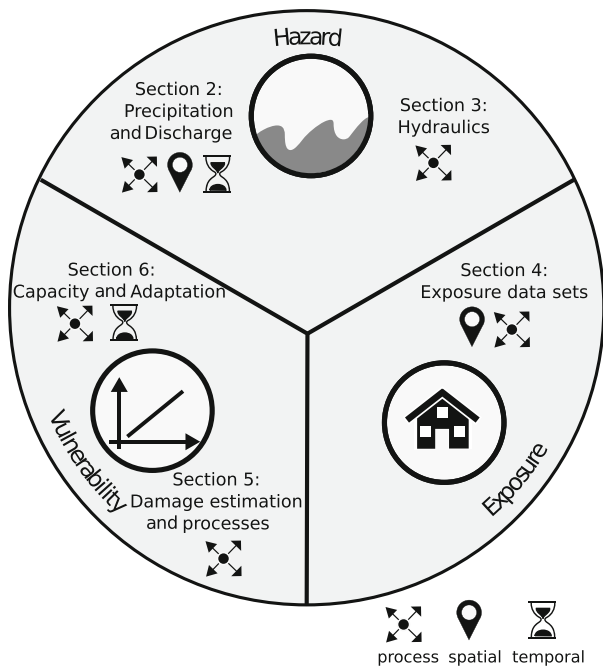 Hazard
Section 2:
Precipitation
and Discharge
Section 3:
Hydraulics
Section 6:
Capacity and Adaptation
Section 4:
Exposure data sets
Vulnerability
Exposure
Section 5:
Damage estimation
and processes
process spatial temporal